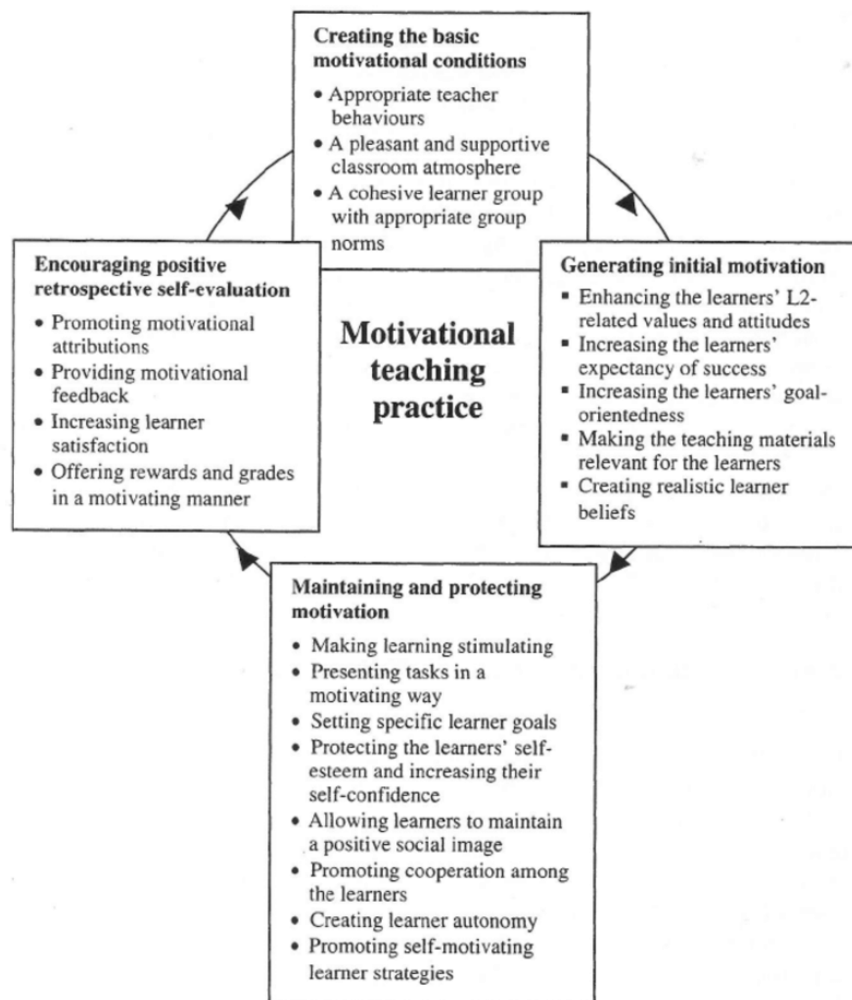 Creating the basic
motivational conditions
• Appropriate teacher
behaviours
• A pleasant and supportive
classroom atmosphere
• A cohesive learner group
with appropriate group
norms
Encouraging positive
retrospective self-evaluation
• Promoting motivational
attributions
• Providing motivational
feedback
• Increasing learner
satisfaction
• Offering rewards and grades
in a motivating manner
Motivational
teaching
practice
Generating initial motivation
▪ Enhancing the learners' L2-
related values and attitudes
▪ Increasing the learners'
expectancy of success
▪ Increasing the learners' goal-
orientedness
▪ Making the teaching materials
relevant for the learners
▪ Creating realistic learner
beliefs
Maintaining and protecting
motivation
• Making learning stimulating
• Presenting tasks in a
motivating way
• Setting specific learner goals
• Protecting the learners' self-
esteem and increasing their
self-confidence
• Allowing learners to maintain
a positive social image
• Promoting cooperation among
the learners
• Creating learner autonomy
• Promoting self-motivating
learner strategies